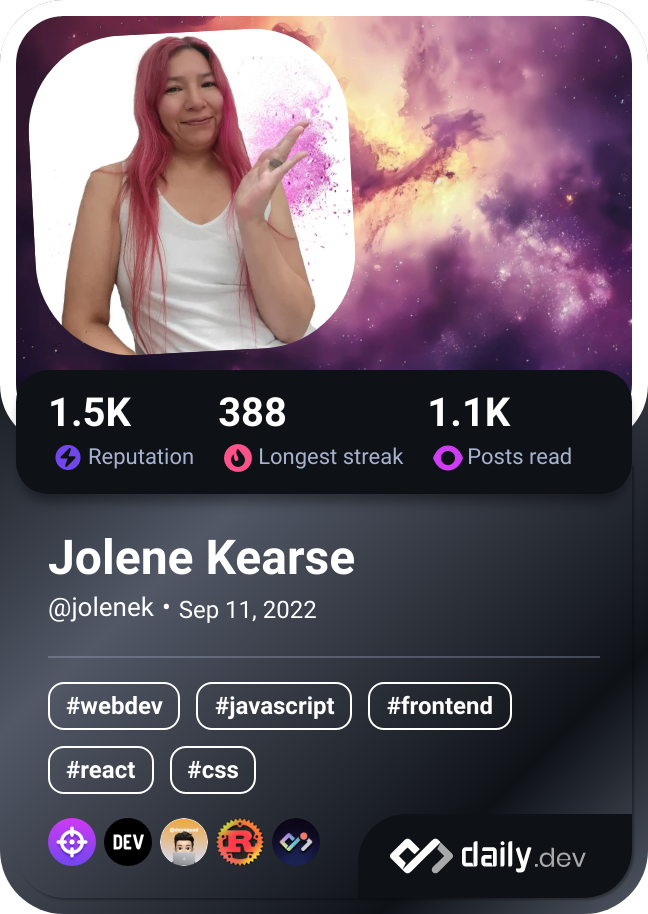 1.5K 388 1.1K
Reputation Longest streak Posts read
Jolene Kearse
@jolenek • Sep 11, 2022
#webdev #javascript #frontend
#react #css
DEV R daily.dev